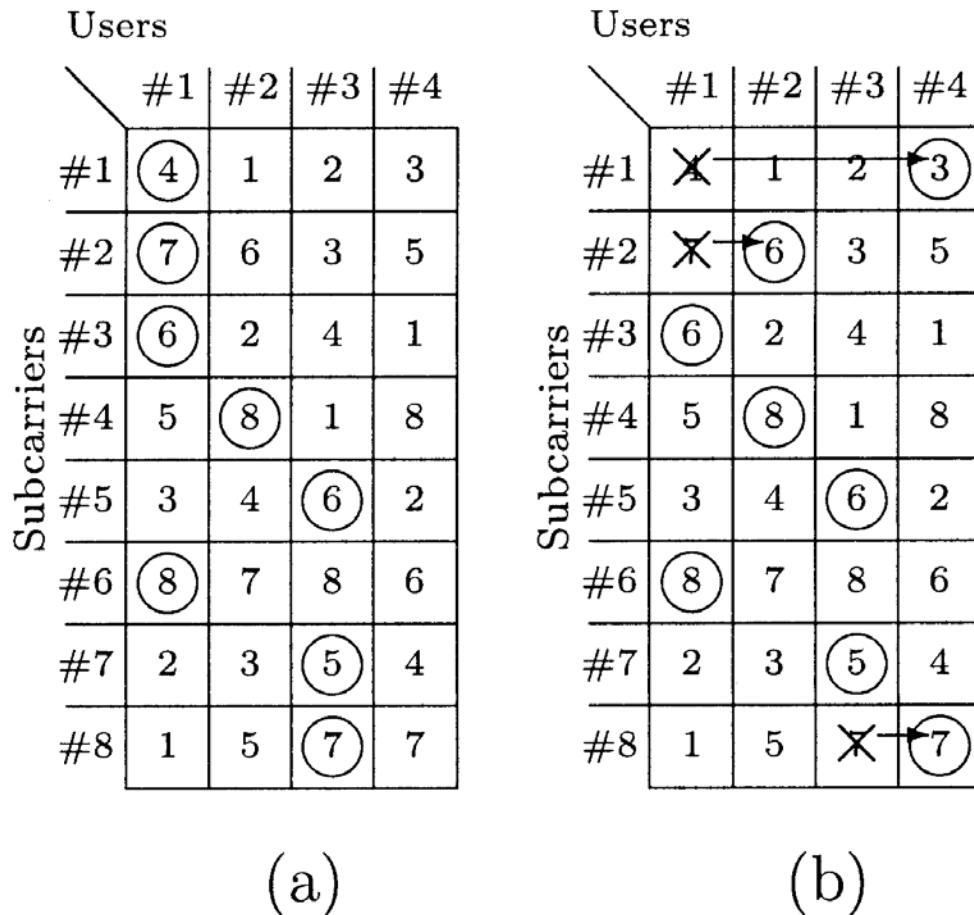 Users
#1 #2 #3 #4
Subcarriers
#1 4 1 2 3
#2 7 6 3 5
#3 6 2 4 1
#4 5 8 1 8
#5 3 4 6 2
#6 8 7 8 6
#7 2 3 5 4
#8 1 5 7 7
(a)
Users
#1 #2 #3 #4
Subcarriers
#1 4 1 2 3
#2 7 6 3 5
#3 6 2 4 1
#4 5 8 1 8
#5 3 4 6 2
#6 8 7 8 6
#7 2 3 5 4
#8 1 5 7 7
(b)